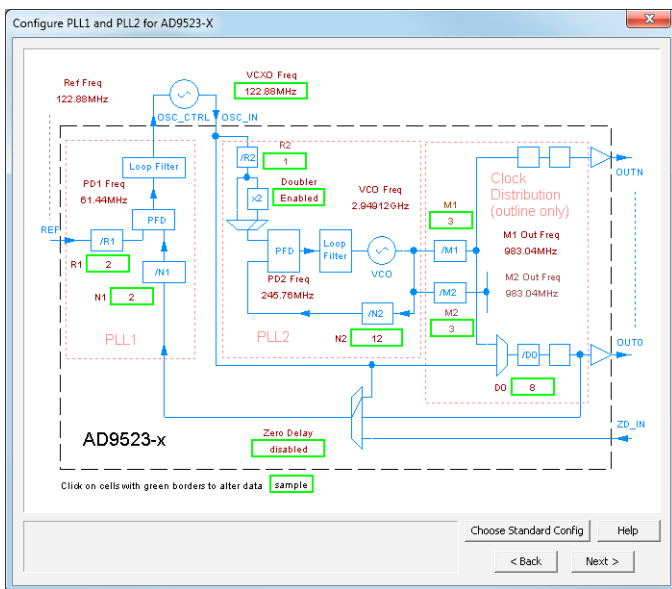 Configure PLL1 and PLL2 for AD9523-X
Ref Freq
122.88MHz
VCXO Freq
122.88MHz
OSC_CTRL
OSC_IN
R2
/R2
1
Loop Filter
Doubler
x2
Enabled
PD1 Freq
61.44MHz
VCO Freq
2.94912GHz
M1
3
Clock
Distribution
(outline only)
OUTN
REF
/R1
PFD
PFD
Loop
Filter
VCO
/M1
M1 Out Freq
983.04MHz
R1
2
/N1
PD2 Freq
245.76MHz
/M2
M2 Out Freq
983.04MHz
N1
2
/N2
M2
3
PLL1
PLL2
N2
12
/D0
OUT0
D0
8
AD9523-x
Zero Delay
disabled
ZD_IN
Click on cells with green borders to alter data
sample
Choose Standard Config
Help
< Back
Next >